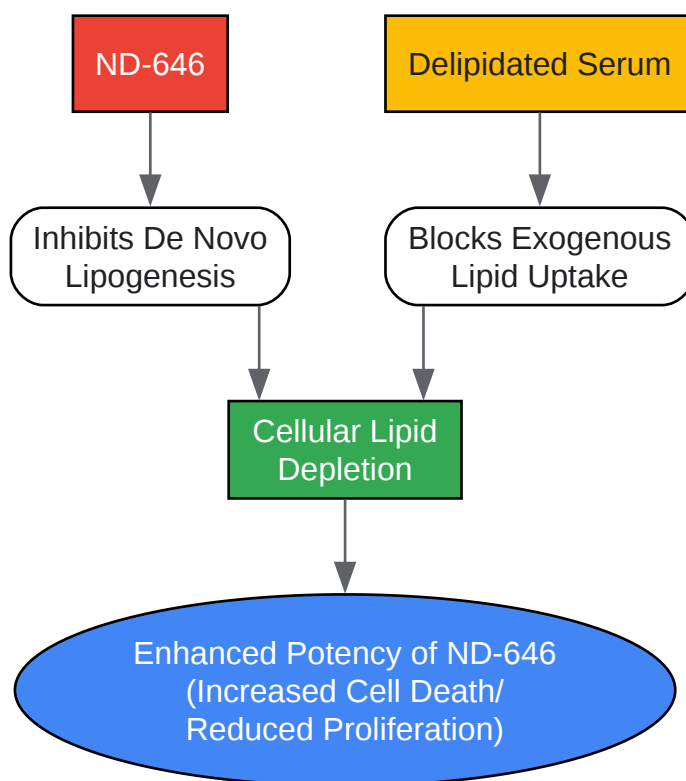 ND-646
Delipidated Serum
Inhibits De Novo
Lipogenesis
Blocks Exogenous
Lipid Uptake
Cellular Lipid
Depletion
Enhanced Potency of ND-646
(Increased Cell Death/
Reduced Proliferation)